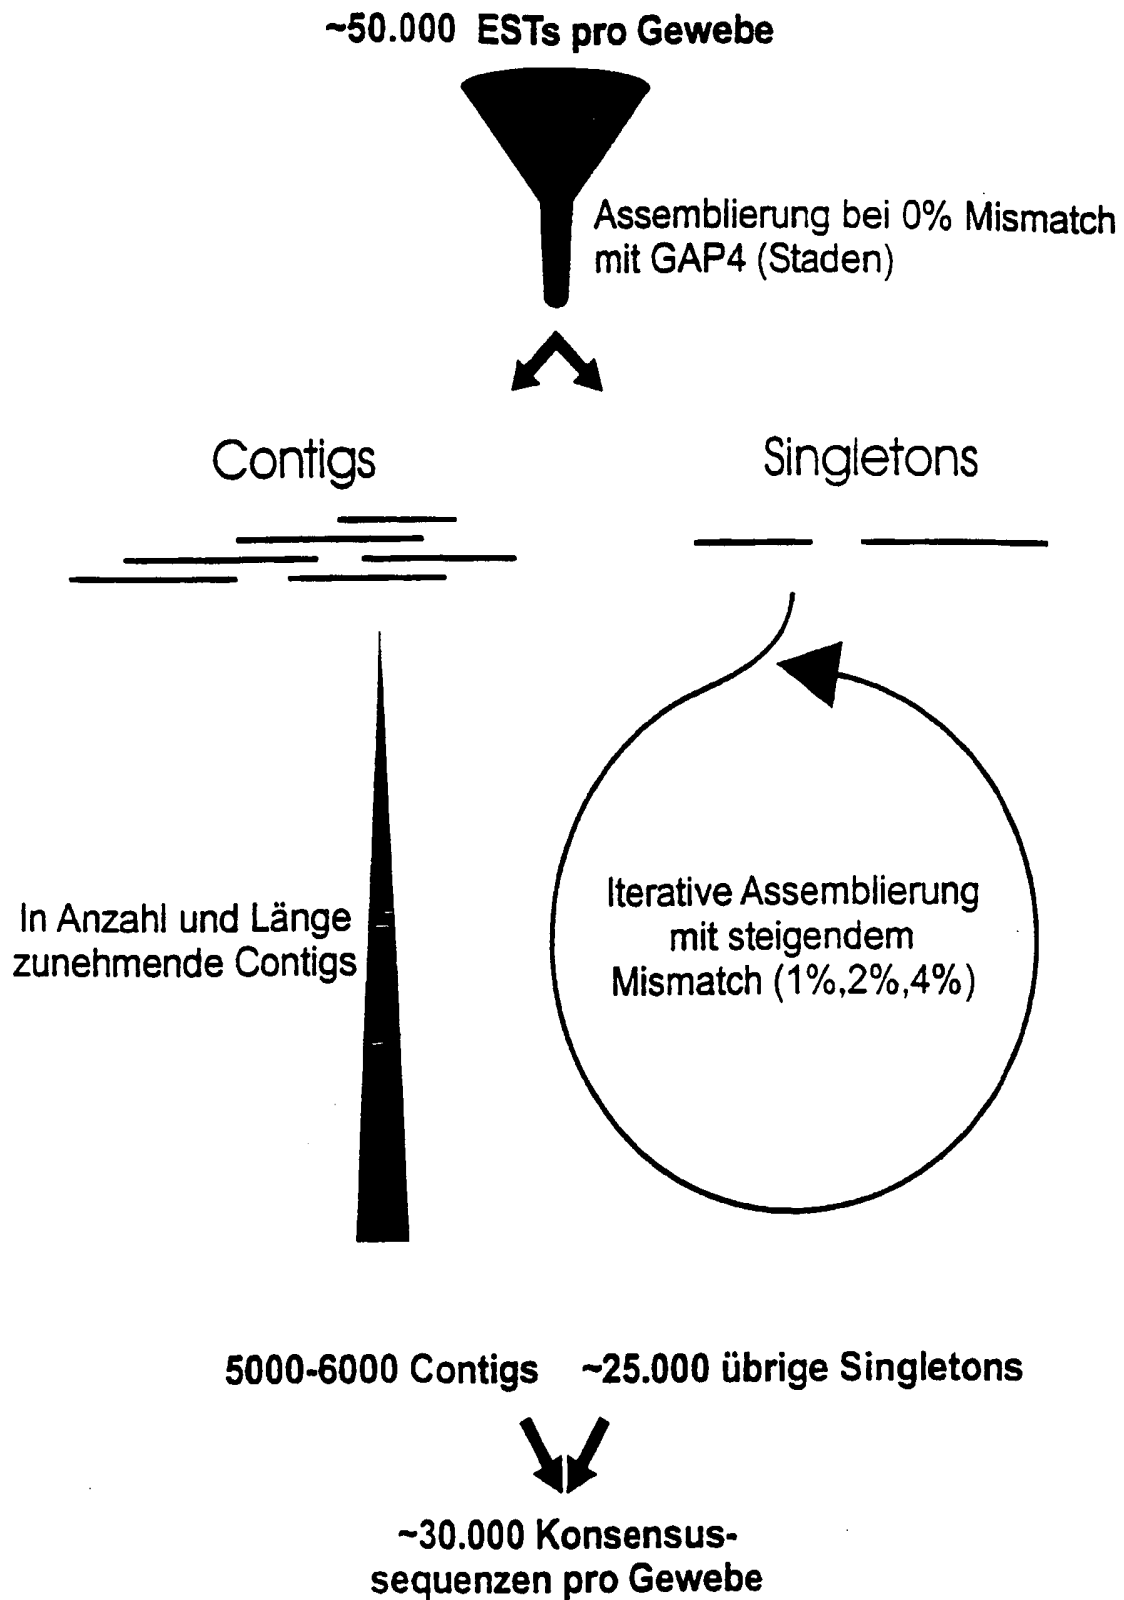 ~50.000 ESTs pro Gewebe
Assemblierung bei 0% Mismatch
mit GAP4 (Staden)
Contigs
Singletons
In Anzahl und Länge
zunehmende Contigs
Iterative Assemblierung
mit steigendem
Mismatch (1%,2%,4%)
5000-6000 Contigs
~25.000 übrige Singletons
~30.000 Konsensus-
sequenzen pro Gewebe